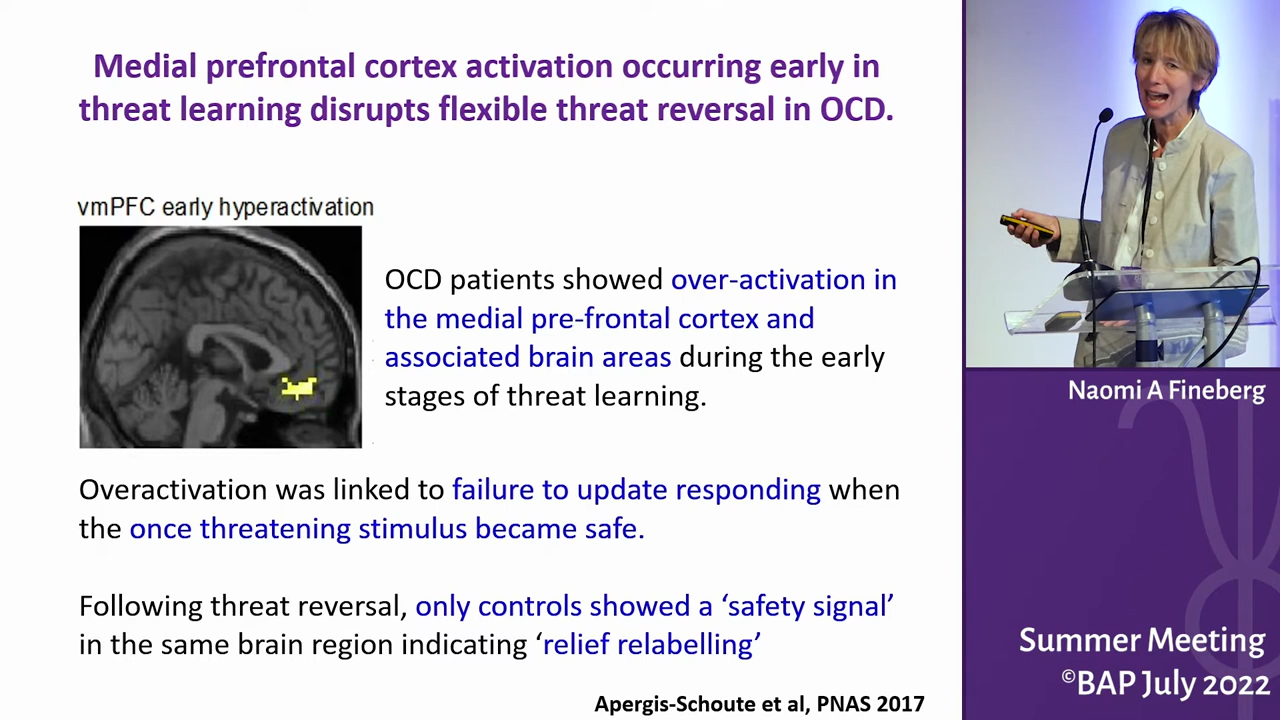 Medial prefrontal cortex activation occurring early in
threat learning disrupts flexible threat reversal in OCD.
vmPFC early hyperactivation
OCD patients showed over-activation in
the medial pre-frontal cortex and
associated brain areas during the early
stages of threat learning.
Overactivation was linked to failure to update responding when
the once threatening stimulus became safe.
Following threat reversal, only controls showed a ‘safety signal’
in the same brain region indicating ‘relief relabelling’
Apergis-Schoute et al, PNAS 2017
Naomi A Fineberg
Summer Meeting
©BAP July 2022